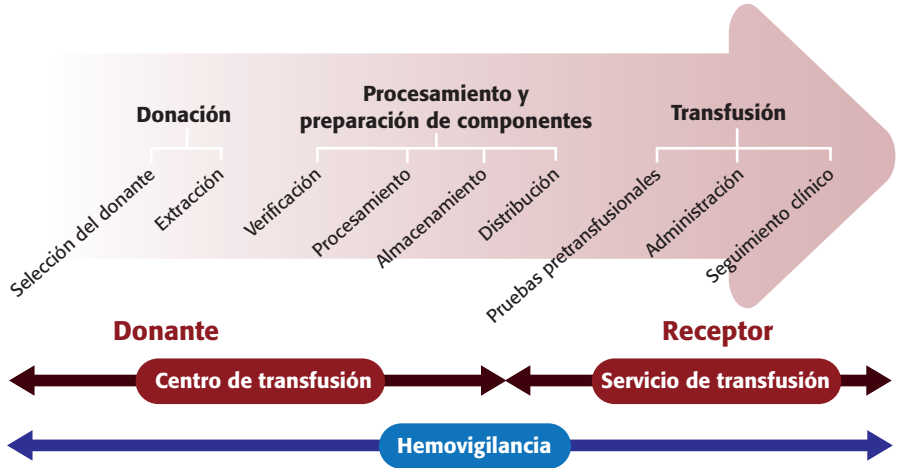 Donación
Procesamiento y
preparación de componentes
Transfusión
Selección del donante
Extracción
Verificación
Procesamiento
Almacenamiento
Distribución
Pruebas pretransfusionales
Administración
Seguimiento clínico
Donante
Receptor
Centro de transfusión
Servicio de transfusión
Hemovigilancia